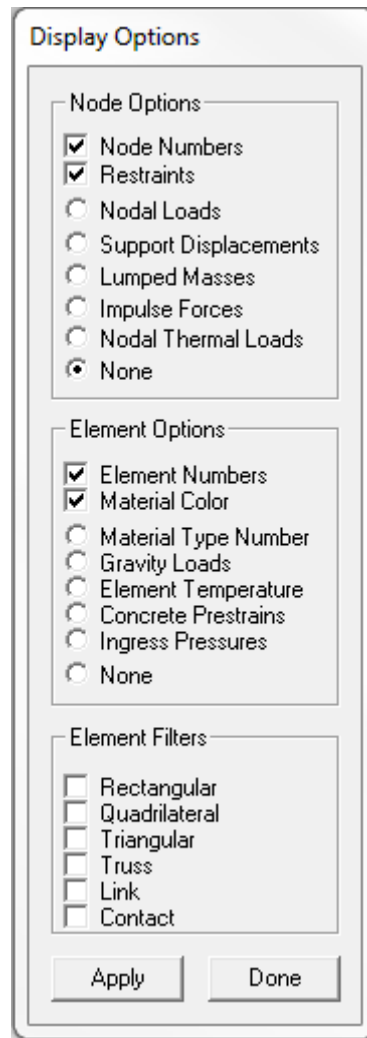 Display Options
Node Options
Node Numbers
Restraints
Nodal Loads
Support Displacements
Lumped Masses
Impulse Forces
Nodal Thermal Loads
None
Element Options
Element Numbers
Material Color
Material Type Number
Gravity Loads
Element Temperature
Concrete Prestrains
Ingress Pressures
None
Element Filters
Rectangular
Quadrilateral
Triangular
Truss
Link
Contact
Apply Done